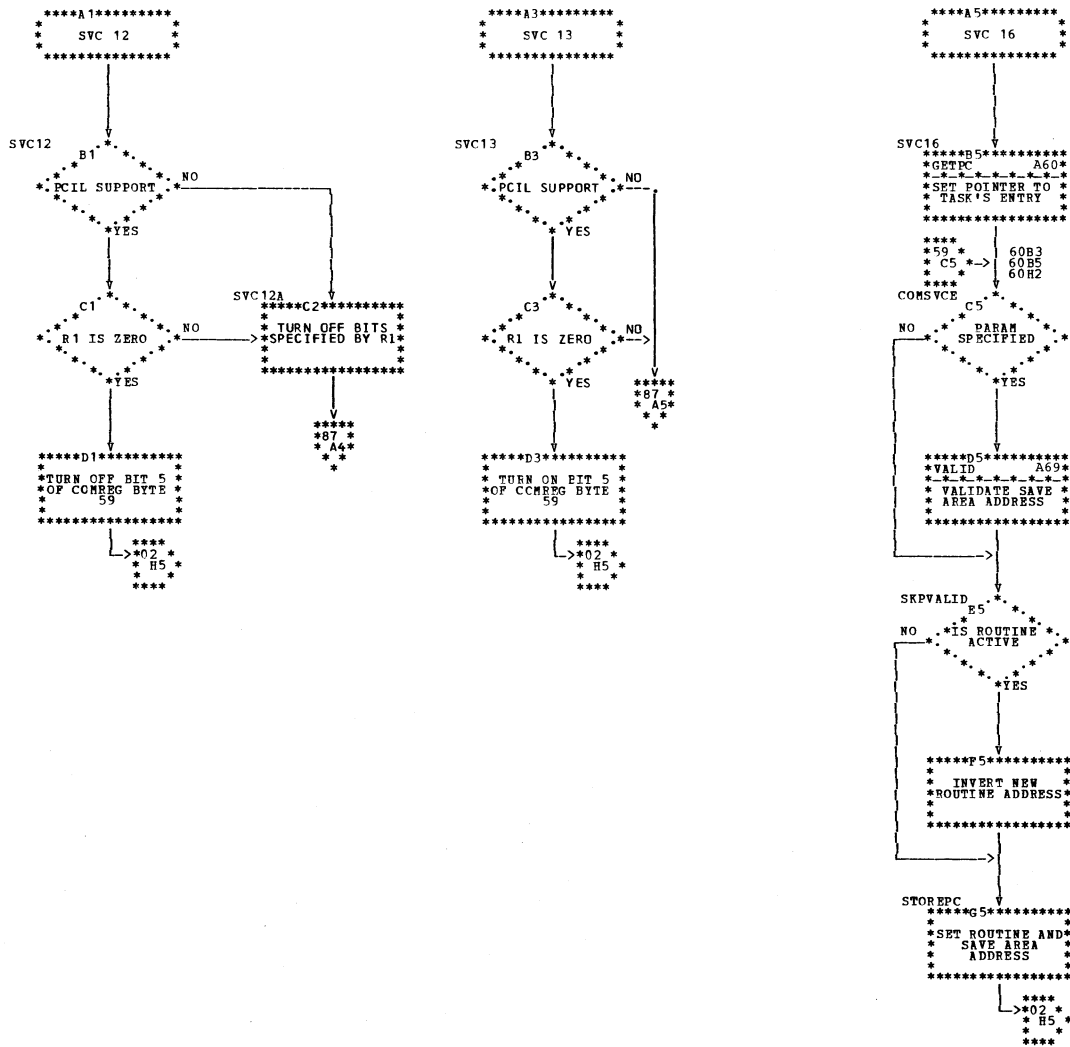 A1
SVC 12
SVC12
B1
PCIL SUPPORT
NO
YES
C1
R1 IS ZERO
NO
YES
SVC12A
C2
TURN OFF BITS
SPECIFIED BY R1
87
A4
D1
TURN OFF BIT 5
OF COMREG BYTE
59
02
H5
A3
SVC 13
SVC13
B3
PCIL SUPPORT
NO
YES
C3
R1 IS ZERO
NO
YES
87
A5
D3
TURN ON BIT 5
OF COMREG BYTE
59
02
H5
A5
SVC 16
SVC16
B5
GETPC A60
SET POINTER TO
TASK'S ENTRY
59
C5
60B3
60B5
60H2
COMSVCE
C5
NO
PARAM
SPECIFIED
YES
D5
VALID A69
VALIDATE SAVE
AREA ADDRESS
SKPVALID
E5
NO
IS ROUTINE
ACTIVE
YES
F5
INVERT NEW
ROUTINE ADDRESS
STOREPC
G5
SET ROUTINE AND
SAVE AREA
ADDRESS
02
H5